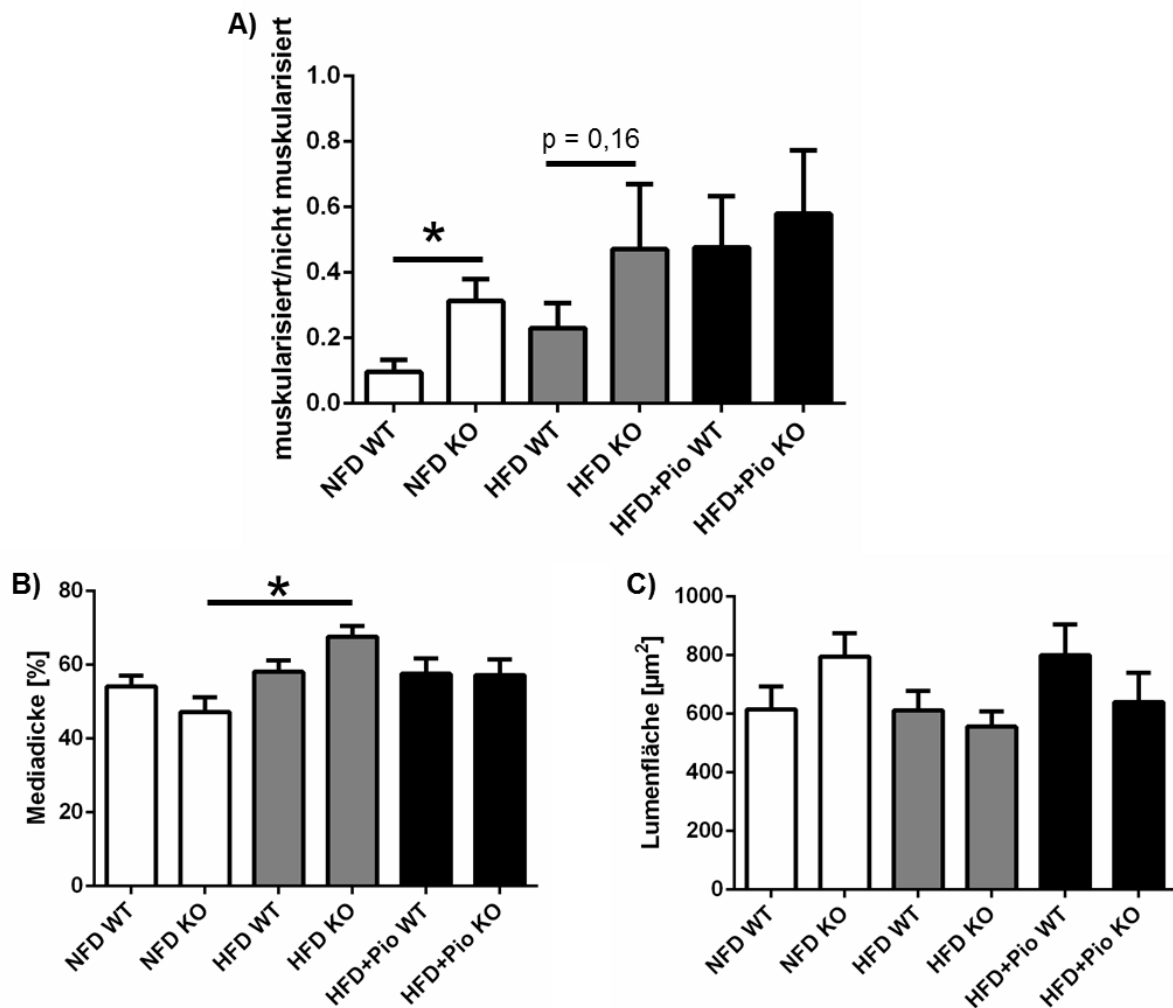 A)
muskularisiert/nicht muskularisiert
1.0
0.8
0.6
0.4
0.2
0.0
*
p = 0,16
NFD WT
NFD KO
HFD WT
HFD KO
HFD+Pio WT
HFD+Pio KO
B)
Mediadicke [%]
80
60
40
20
0
*
NFD WT
NFD KO
HFD WT
HFD KO
HFD+Pio WT
HFD+Pio KO
C)
Lumenfläche [µm²]
1000
800
600
400
200
0
NFD WT
NFD KO
HFD WT
HFD KO
HFD+Pio WT
HFD+Pio KO